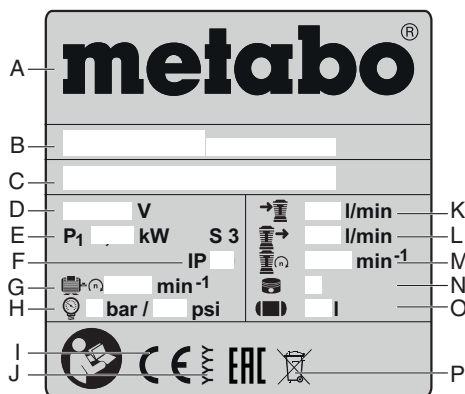 A metabo®
B
C
D V
E P1 kW S 3
F IP
G n min-1
H bar / psi
K l/min
L l/min
M n min-1
N
O l
I CE EAC
J YYYY
P